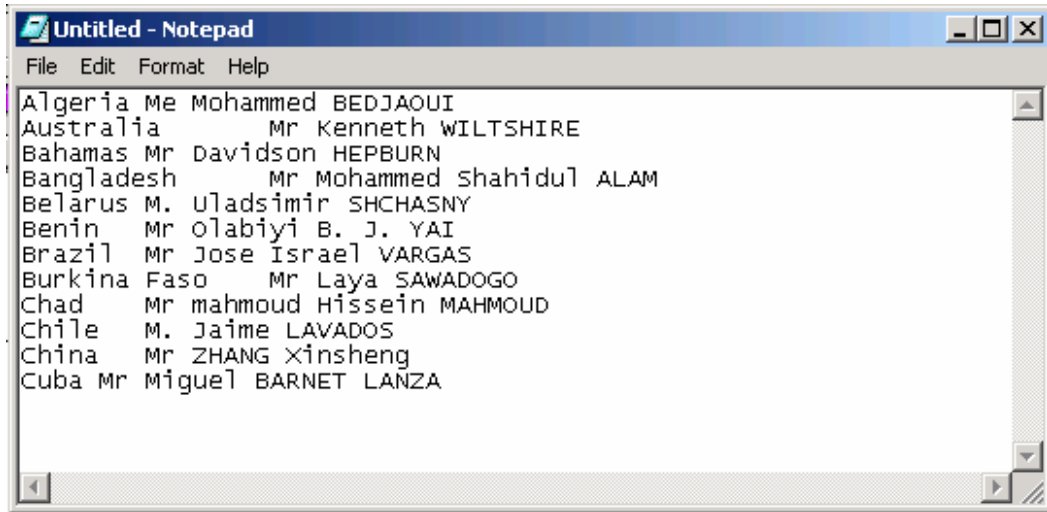 Untitled - Notepad
File Edit Format Help
Algeria Me Mohammed BEDJAOUI
Australia Mr Kenneth WILTSHIRE
Bahamas Mr Davidson HEPBURN
Bangladesh Mr Mohammed Shahidul ALAM
Belarus M. Uladsimir SHCHASNY
Benin Mr Olabiyi B. J. YAI
Brazil Mr Jose Israel VARGAS
Burkina Faso Mr Laya SAWADOGO
Chad Mr mahmoud Hissein MAHMOUD
Chile M. Jaime LAVADOS
China Mr ZHANG Xinsheng
Cuba Mr Miguel BARNET LANZA